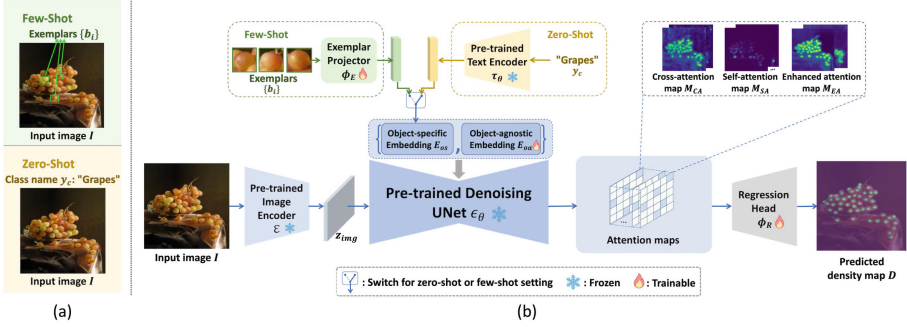 Few-Shot
Exemplars {b_i}
Input image I
Zero-Shot
Class name y_c: "Grapes"
Input image I
(a)
Few-Shot
Exemplars
{b_i}
Exemplar
Projector
ϕ_E
Zero-Shot
Pre-trained
Text Encoder
τ_θ
"Grapes"
y_c
Cross-attention
map M_CA
Self-attention
map M_SA
...
Enhanced attention
map M_EA
{ Object-specific
Embedding E_os ,
Object-agnostic
Embedding E_oa }
Input image I
Pre-trained
Image
Encoder
ℰ
z_img
Pre-trained Denoising
UNet ϵ_θ
...
Attention maps
Regression
Head
ϕ_R
Predicted
density map D
: Switch for zero-shot or few-shot setting : Frozen : Trainable
(b)